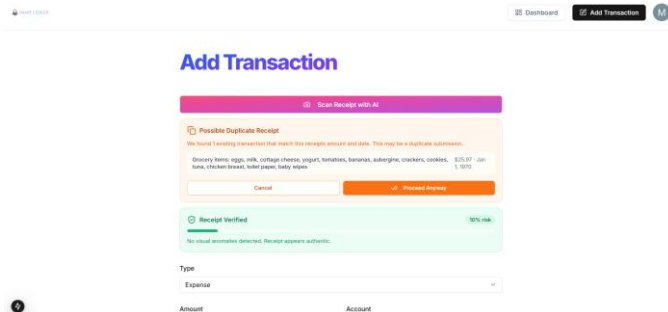 Dashboard
Add Transaction
M
Add Transaction
Scan Receipt with AI
Possible Duplicate Receipt
We found 1 existing transaction that match this receipts amount and date. This may be a duplicate submission.
Grocery items: eggs, milk, cottage cheese, yogurt, tomatoes, bananas, aubergine, crackers, cookies,
tuna, chicken breast, toilet paper, baby wipes
$25.97 · Jan
1, 1970
Cancel
Proceed Anyway
Receipt Verified
10% risk
No visual anomalies detected. Receipt appears authentic.
Type
Expense
Amount
Account